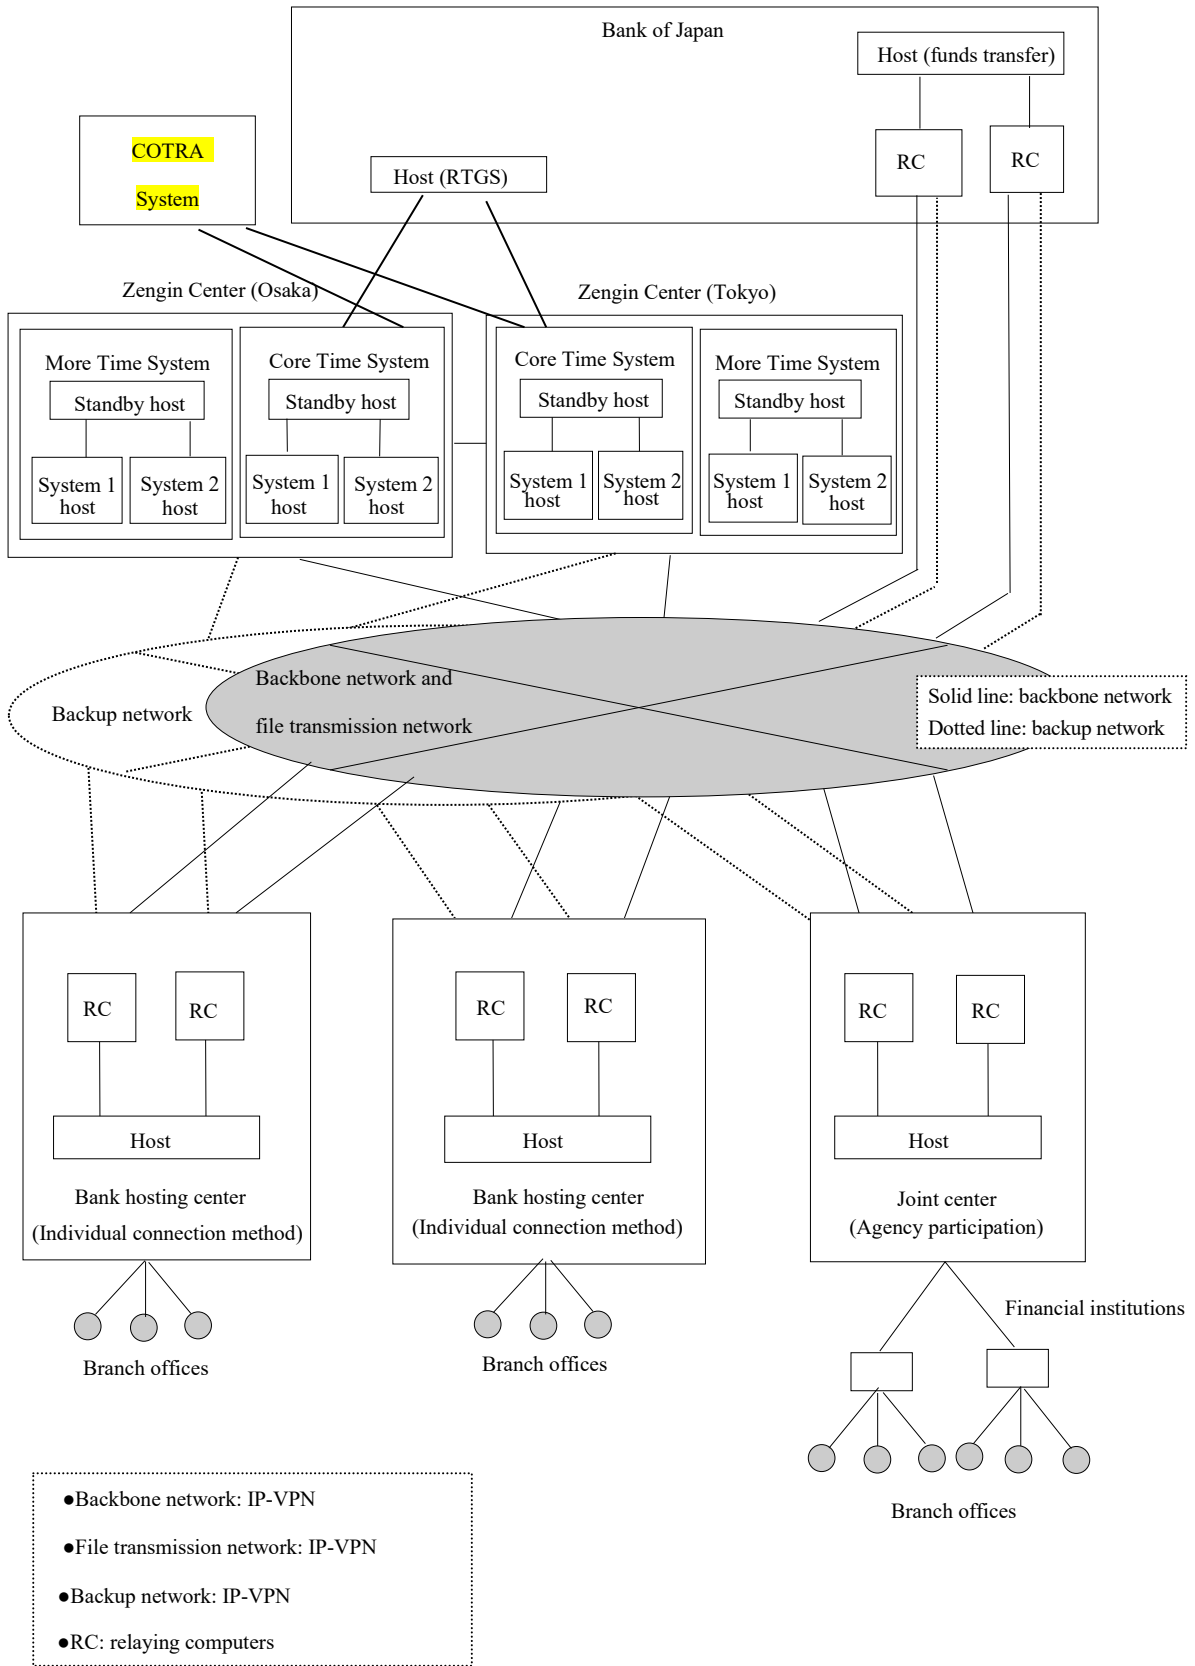 Bank of Japan
Host (funds transfer)
COTRA
System
RC
RC
Host (RTGS)
Zengin Center (Osaka)
Zengin Center (Tokyo)
More Time System
Standby host
System 1
host
System 2
host
Core Time System
Standby host
System 1
host
System 2
host
Core Time System
Standby host
System 1
host
System 2
host
More Time System
Standby host
System 1
host
System 2
host
Backbone network and
file transmission network
Backup network
Solid line: backbone network
Dotted line: backup network
RC
RC
Host
Bank hosting center
(Individual connection method)
Branch offices
RC
RC
Host
Bank hosting center
(Individual connection method)
Branch offices
RC
RC
Host
Joint center
(Agency participation)
Financial institutions
Branch offices
●Backbone network: IP-VPN
●File transmission network: IP-VPN
●Backup network: IP-VPN
●RC: relaying computers